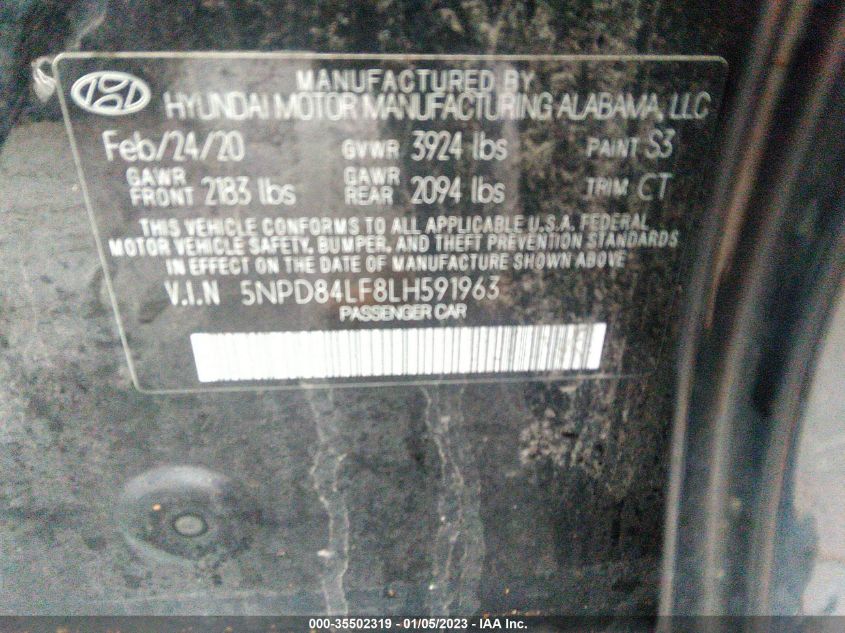 MANUFACTURED BY
HYUNDAI MOTOR MANUFACTURING ALABAMA, LLC
Feb/24/20 GVWR 3924 lbs PAINT S3
GAWR FRONT 2183 lbs GAWR REAR 2094 lbs TRIM CT
THIS VEHICLE CONFORMS TO ALL APPLICABLE U.S.A. FEDERAL
MOTOR VEHICLE SAFETY, BUMPER, AND THEFT PREVENTION STANDARDS
IN EFFECT ON THE DATE OF MANUFACTURE SHOWN ABOVE
V.I.N 5NPD84LF8LH591963
PASSENGER CAR
000-35502319 - 01/05/2023 - IAA Inc.